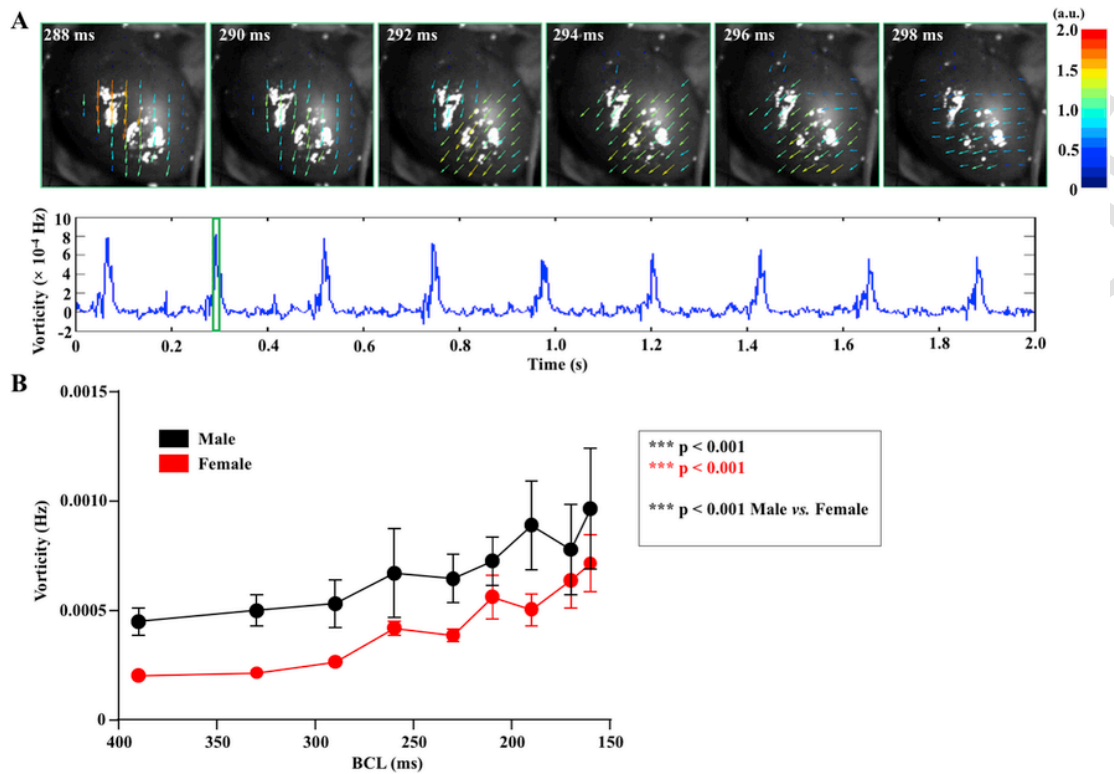 A
288 ms 290 ms 292 ms 294 ms 296 ms 298 ms
(a.u.)
2.0
1.5
1.0
0.5
0
Vorticity (× 10⁻⁴ Hz)
10
8
6
4
2
0
-2
0 0.2 0.4 0.6 0.8 1.0 1.2 1.4 1.6 1.8 2.0
Time (s)
B
Vorticity (Hz)
0.0015
0.0010
0.0005
0
Male
Female
*** p < 0.001
*** p < 0.001
*** p < 0.001 Male vs. Female
400 350 300 250 200 150
BCL (ms)